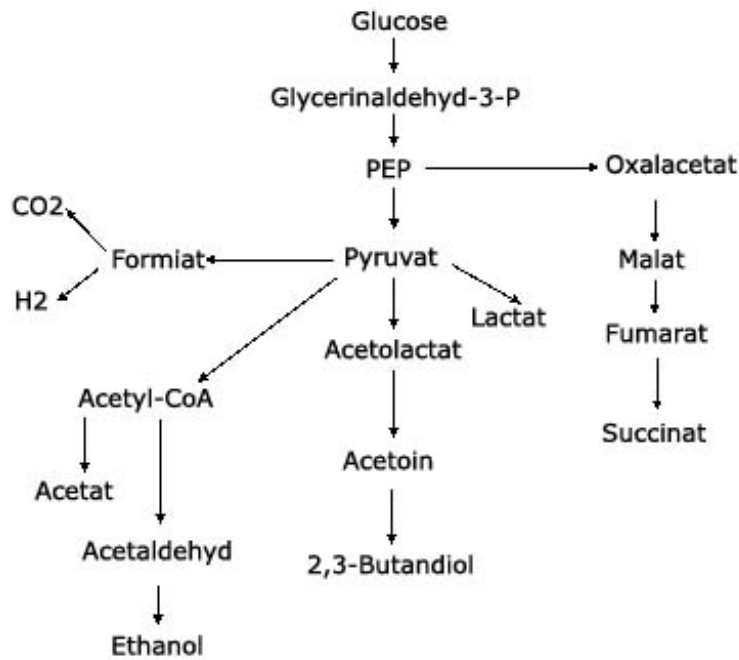 Glucose
Glycerinaldehyd-3-P
PEP
Oxalacetat
CO2
Formiat
Pyruvat
Malat
H2
Lactat
Acetolactat
Fumarat
Acetyl-CoA
Succinat
Acetoin
Acetat
Acetaldehyd
2,3-Butandiol
Ethanol